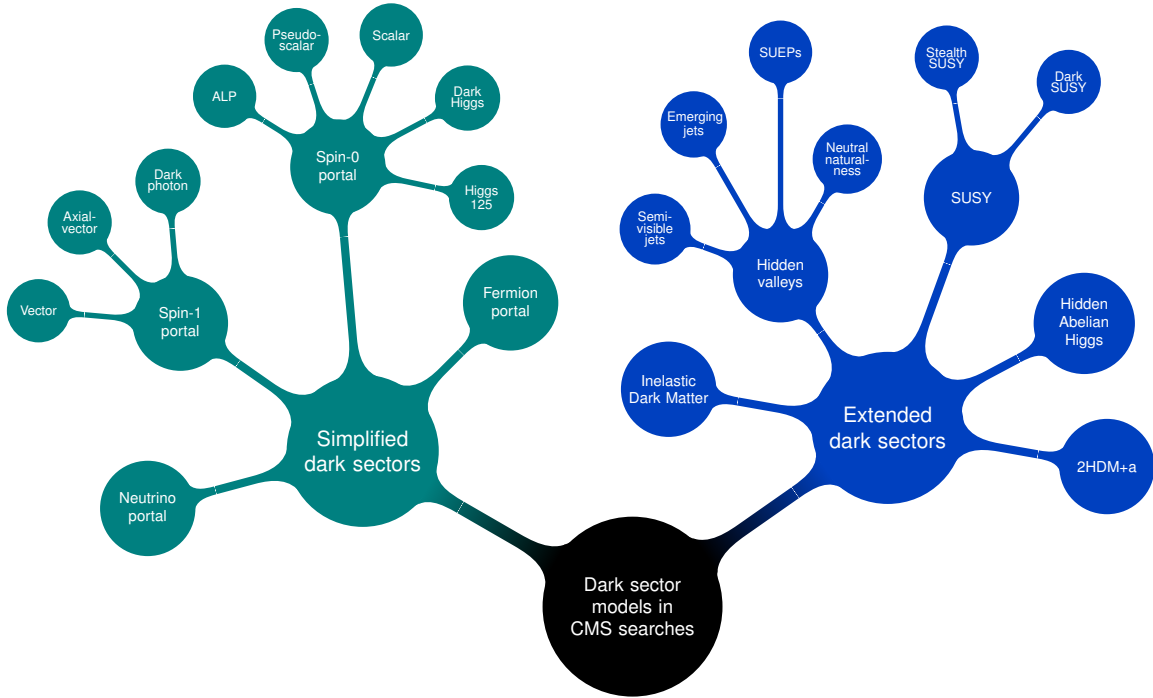 Pseudo-
scalar
Scalar
ALP
Dark
Higgs
Spin-0
portal
Higgs
125
Dark
photon
Axial-
vector
Vector
Spin-1
portal
Fermion
portal
Simplified
dark sectors
Neutrino
portal
SUEPs
Stealth
SUSY
Dark
SUSY
Emerging
jets
Neutral
natural-
ness
SUSY
Semi-
visible
jets
Hidden
valleys
Hidden
Abelian
Higgs
Inelastic
Dark Matter
Extended
dark sectors
2HDM+a
Dark sector
models in
CMS searches